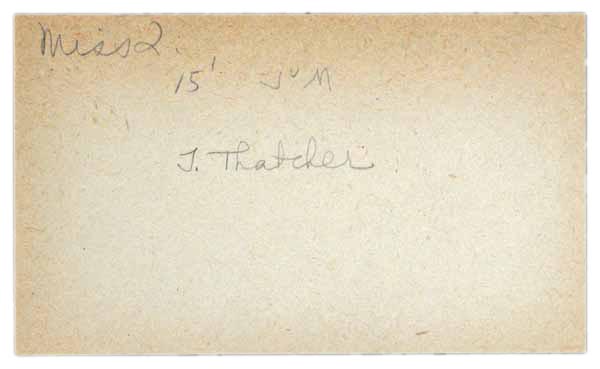 Miss 2.
15'
T. Thatcher